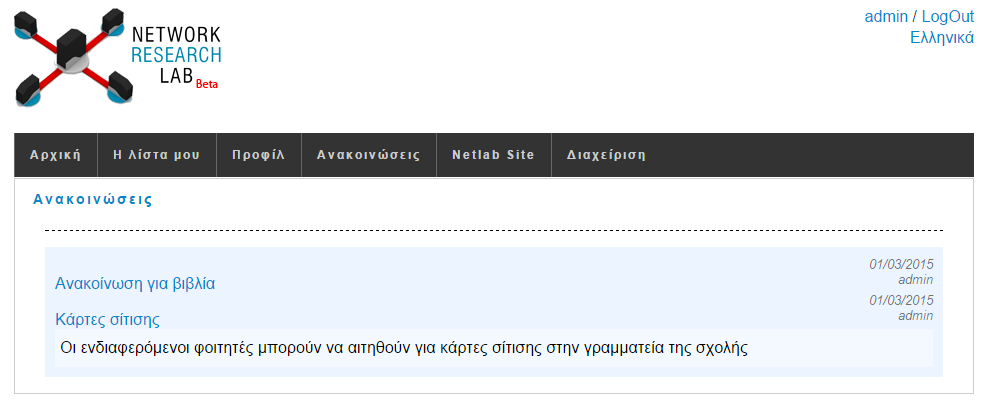 NETWORK
RESEARCH
LAB Beta
admin / LogOut
Ελληνικά
Αρχική Η λίστα μου Προφίλ Ανακοινώσεις Netlab Site Διαχείριση
Ανακοινώσεις
01/03/2015
admin
Ανακοίνωση για βιβλία
01/03/2015
admin
Κάρτες σίτισης
Οι ενδιαφερόμενοι φοιτητές μπορούν να αιτηθούν για κάρτες σίτισης στην γραμματεία της σχολής